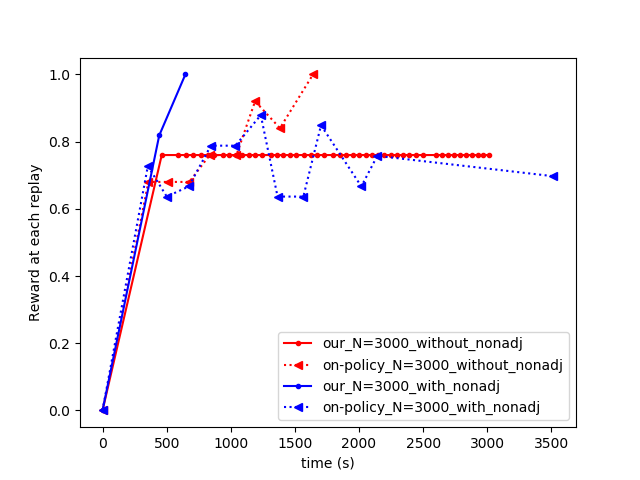 1.0
0.8
0.6
0.4
0.2
0.0
Reward at each replay
0 500 1000 1500 2000 2500 3000 3500
time (s)
our_N=3000_without_nonadj
on-policy_N=3000_without_nonadj
our_N=3000_with_nonadj
on-policy_N=3000_with_nonadj